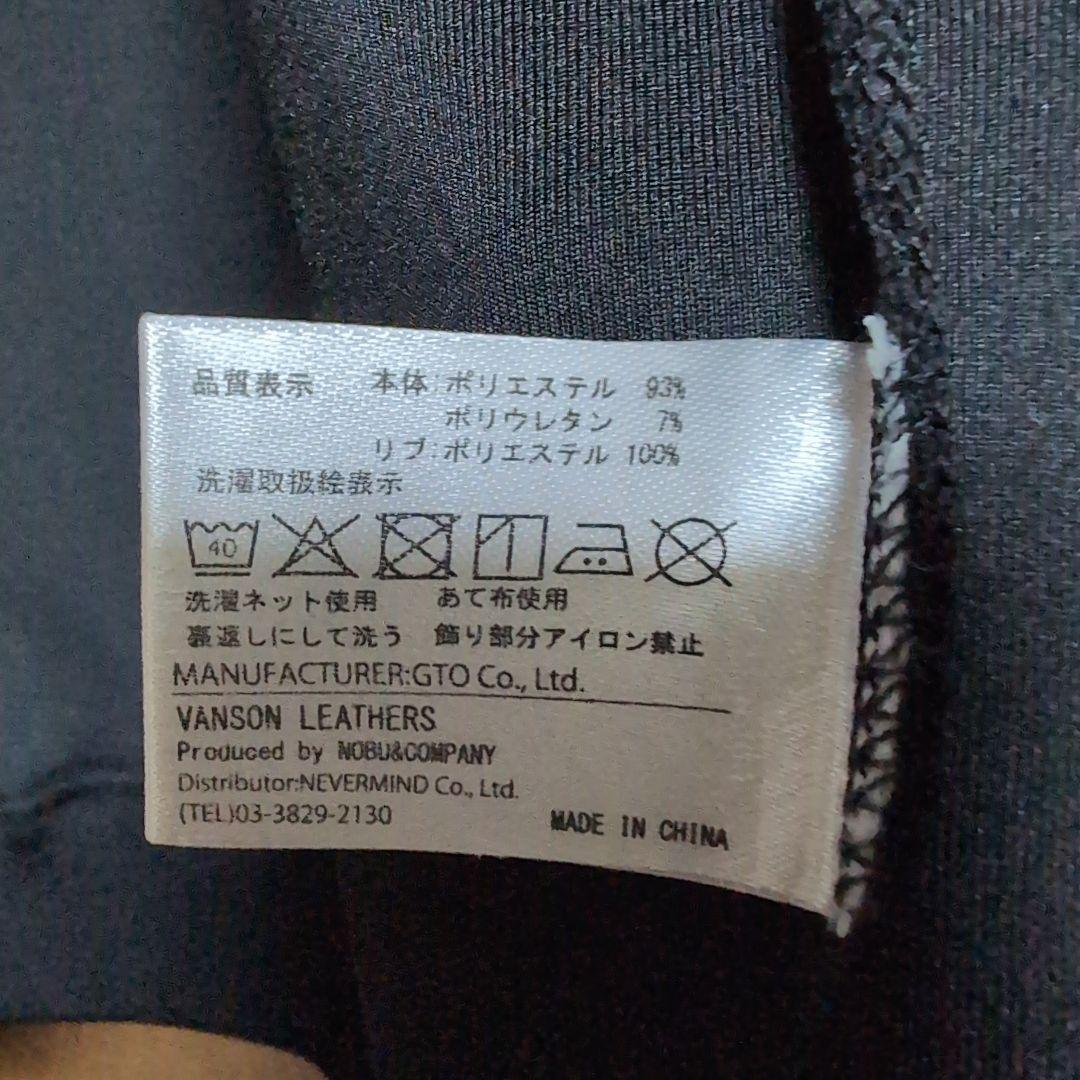 品質表示 本体:ポリエステル 93%
ポリウレタン 7%
リブ:ポリエステル 100%
洗濯取扱絵表示
40
洗濯ネット使用 あて布使用
裏返しにして洗う 飾り部分アイロン禁止
MANUFACTURER:GTO Co., Ltd.
VANSON LEATHERS
Produced by NOBU&COMPANY
Distributor:NEVERMIND Co., Ltd.
(TEL)03-3829-2130
MADE IN CHINA